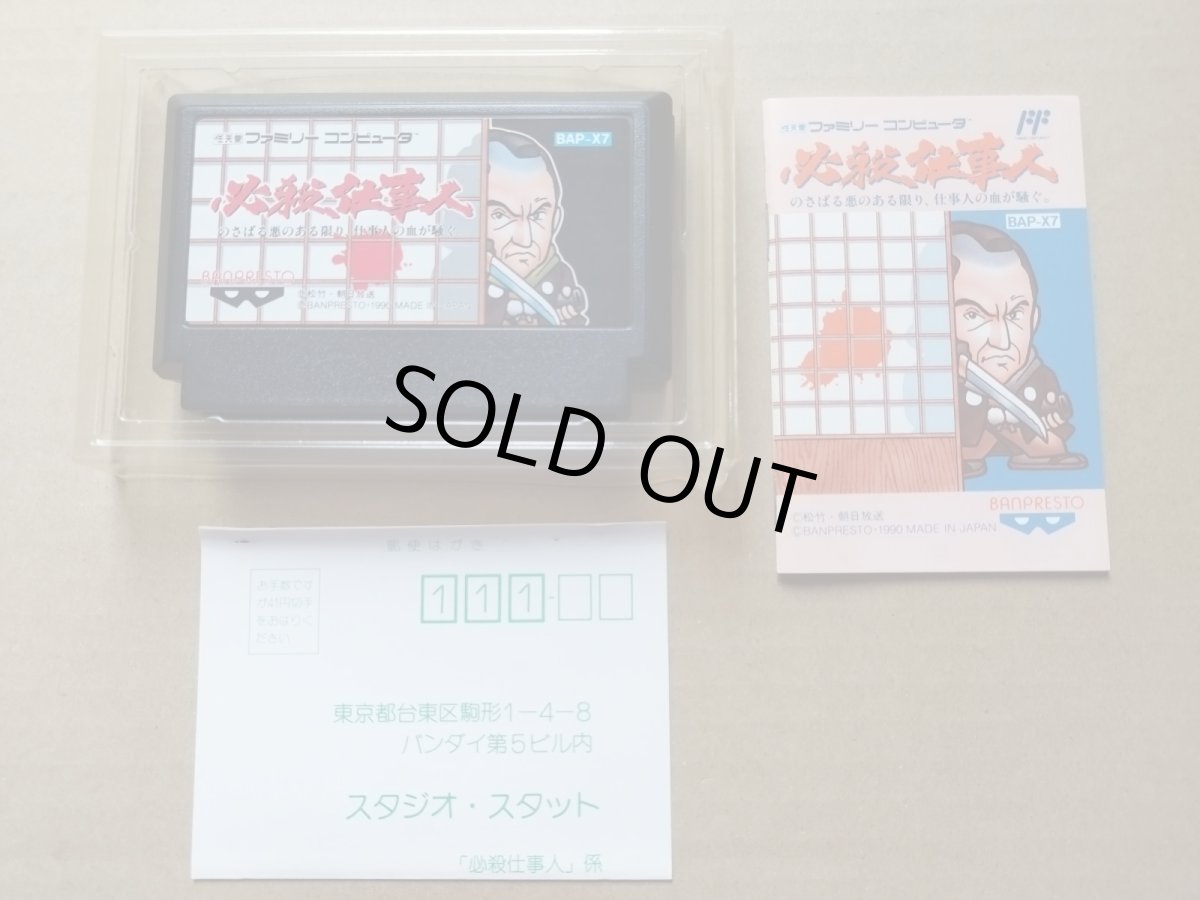 任天堂 ファミリー コンピュータ™
BAP-X7
必殺仕事人
のさばる悪のある限り、仕事人の血が騒ぐ
BANPRESTO
©松竹・朝日放送
©BANPRESTO・1990 MADE IN JAPAN
任天堂 ファミリー コンピュータ™
FF
必殺仕事人
のさばる悪のある限り、仕事人の血が騒ぐ。
BAP-X7
BANPRESTO
©松竹・朝日放送
©BANPRESTO・1990 MADE IN JAPAN
SOLD OUT
郵便はがき
お手数です
が41円切手
をおはりく
ださい
111-
東京都台東区駒形1-4-8
バンダイ第5ビル内
スタジオ・スタット
「必殺仕事人」係